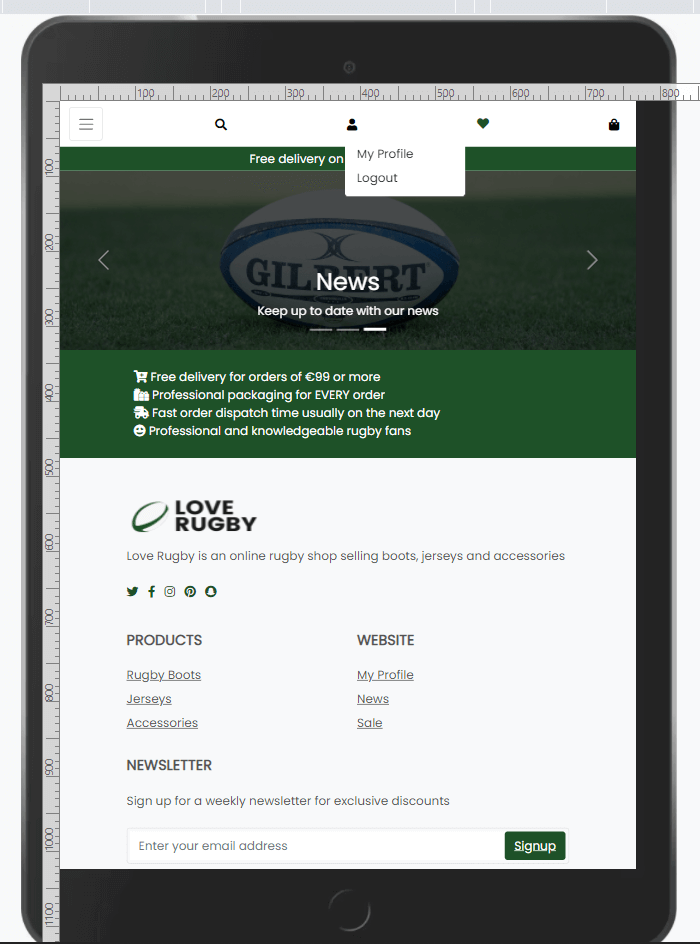 100 200 300 400 500 600 700 800
100
200
300
400
500
600
700
800
900
1000
1100
Free delivery on
My Profile
Logout
GILBERT
News
Keep up to date with our news
Free delivery for orders of €99 or more
Professional packaging for EVERY order
Fast order dispatch time usually on the next day
Professional and knowledgeable rugby fans
LOVE
RUGBY
Love Rugby is an online rugby shop selling boots, jerseys and accessories
PRODUCTS WEBSITE
Rugby Boots My Profile
Jerseys News
Accessories Sale
NEWSLETTER
Sign up for a weekly newsletter for exclusive discounts
Enter your email address Signup